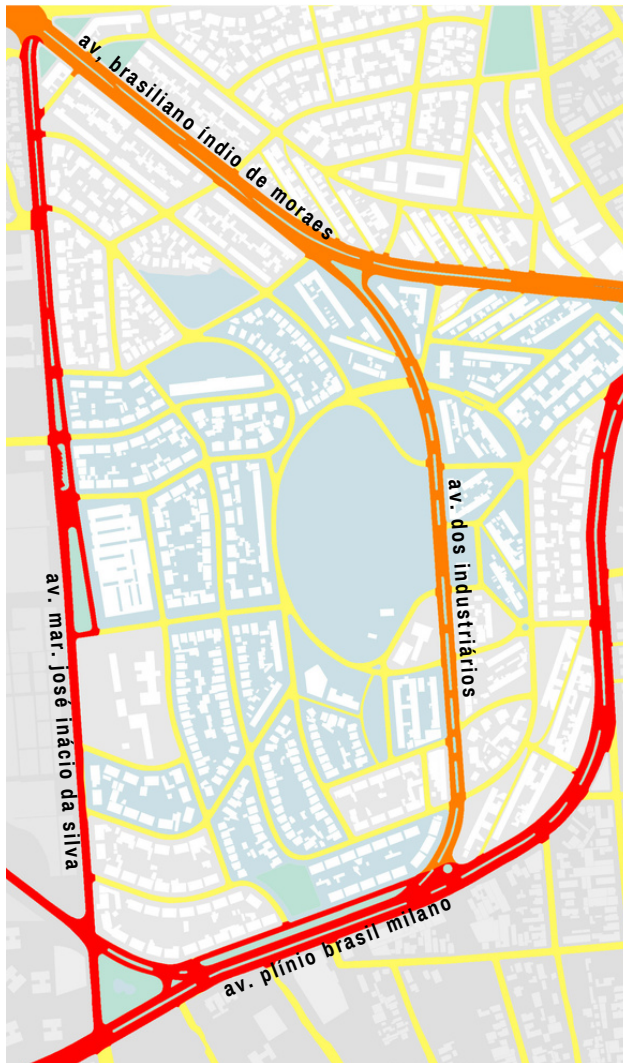 av, brasiliano índio de moraes
av. dos industriários
av. mar. josé inácio da silva
av. plínio brasil milano